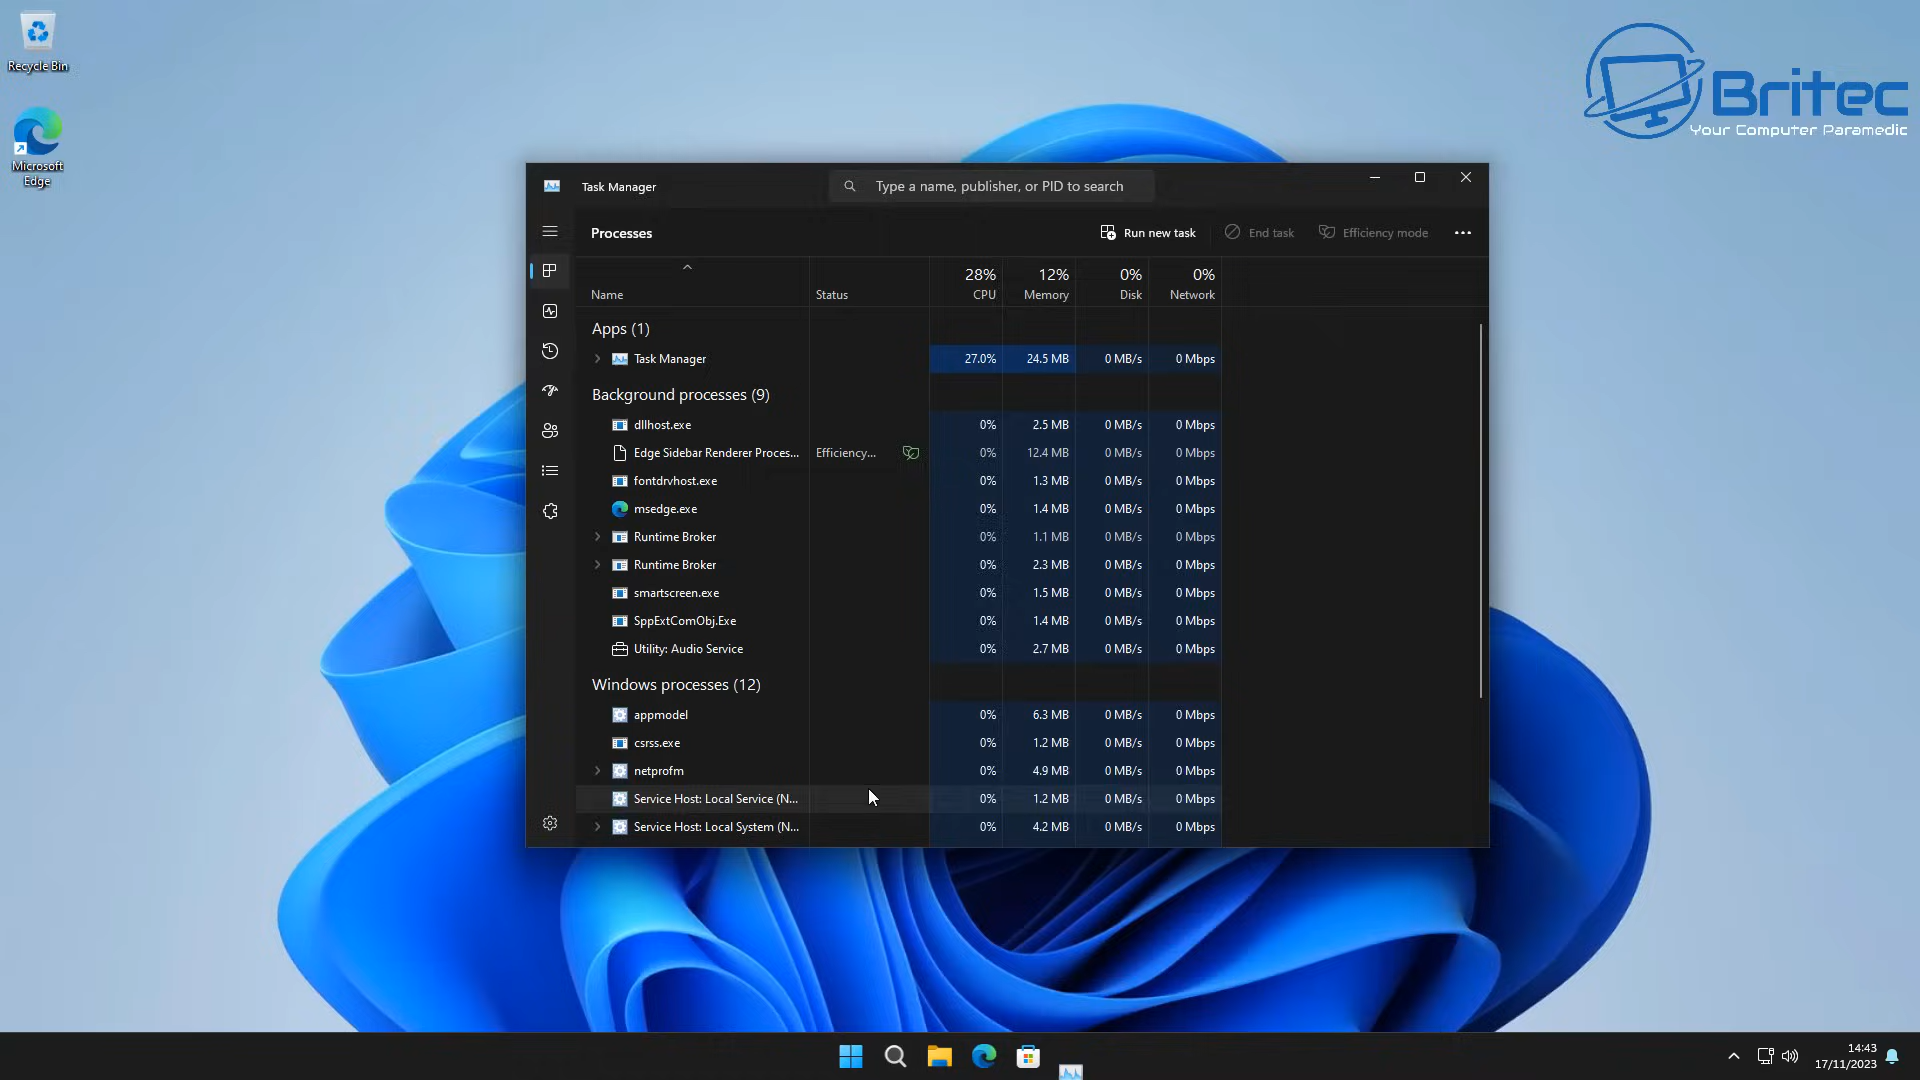 Recycle Bin
Microsoft
Edge
Britec
Your Computer Paramedic
Task Manager
Type a name, publisher, or PID to search
Processes
Run new task
End task
Efficiency mode
28%
12%
0%
0%
Name
Status
CPU
Memory
Disk
Network
Apps (1)
Task Manager 27.0% 24.5 MB 0 MB/s 0 Mbps
Background processes (9)
dllhost.exe 0% 2.5 MB 0 MB/s 0 Mbps
Edge Sidebar Renderer Proces... Efficiency... 0% 12.4 MB 0 MB/s 0 Mbps
fontdrvhost.exe 0% 1.3 MB 0 MB/s 0 Mbps
msedge.exe 0% 1.4 MB 0 MB/s 0 Mbps
Runtime Broker 0% 1.1 MB 0 MB/s 0 Mbps
Runtime Broker 0% 2.3 MB 0 MB/s 0 Mbps
smartscreen.exe 0% 1.5 MB 0 MB/s 0 Mbps
SppExtComObj.Exe 0% 1.4 MB 0 MB/s 0 Mbps
Utility: Audio Service 0% 2.7 MB 0 MB/s 0 Mbps
Windows processes (12)
appmodel 0% 6.3 MB 0 MB/s 0 Mbps
csrss.exe 0% 1.2 MB 0 MB/s 0 Mbps
netprofm 0% 4.9 MB 0 MB/s 0 Mbps
Service Host: Local Service (N... 0% 1.2 MB 0 MB/s 0 Mbps
Service Host: Local System (N... 0% 4.2 MB 0 MB/s 0 Mbps
14:43
17/11/2023